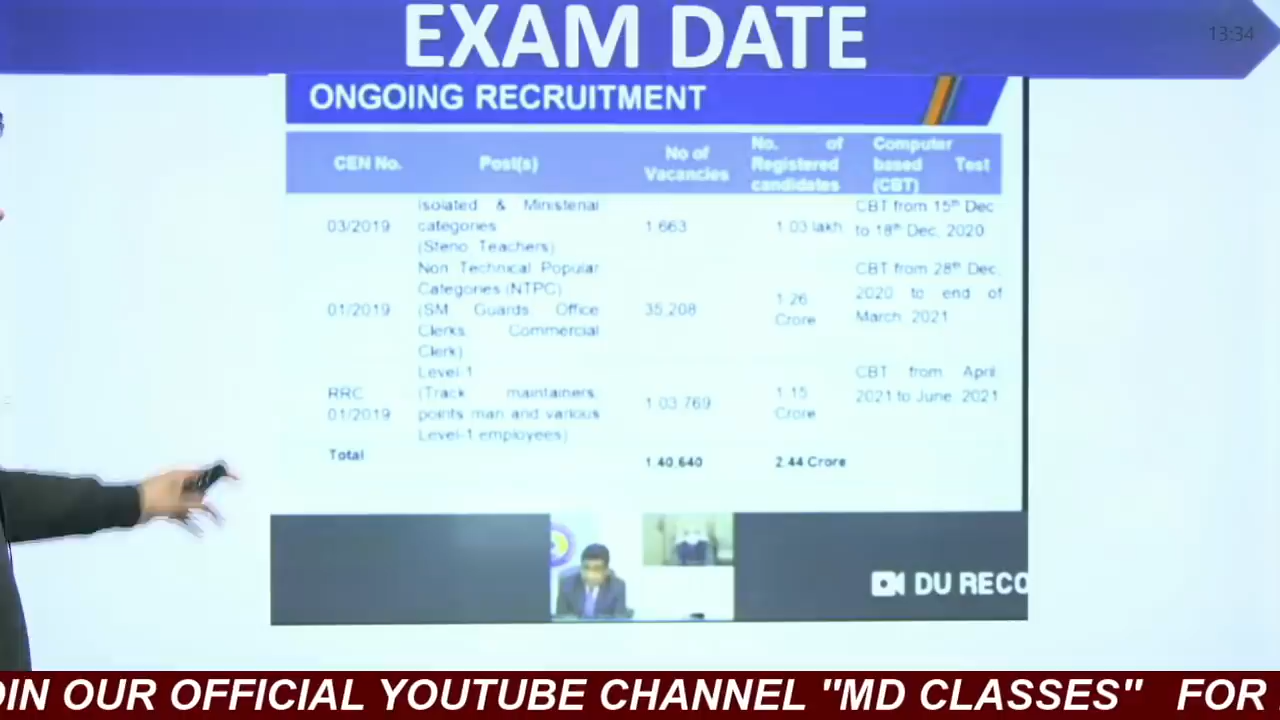 EXAM DATE
13:34
ONGOING RECRUITMENT
CEN No. Post(s) No of Vacancies No. of Registered candidates Computer based Test (CBT)
03/2019
Isolated & Ministerial
categories
(Steno Teachers)
1,663
1.03 lakh
CBT from 15th Dec
to 18th Dec, 2020
01/2019
Non Technical Popular
Categories (NTPC)
(SM Guards, Office
Clerks, Commercial
Clerk)
35,208
1.26
Crore
CBT from 28th Dec,
2020 to end of
March, 2021
RRC
01/2019
Level-1
(Track maintainers,
points man and various
Level-1 employees)
1,03,769
1.15
Crore
CBT from April
2021 to June, 2021
Total 1,40,640 2.44 Crore
DU RECO
OIN OUR OFFICIAL YOUTUBE CHANNEL "MD CLASSES" FOR